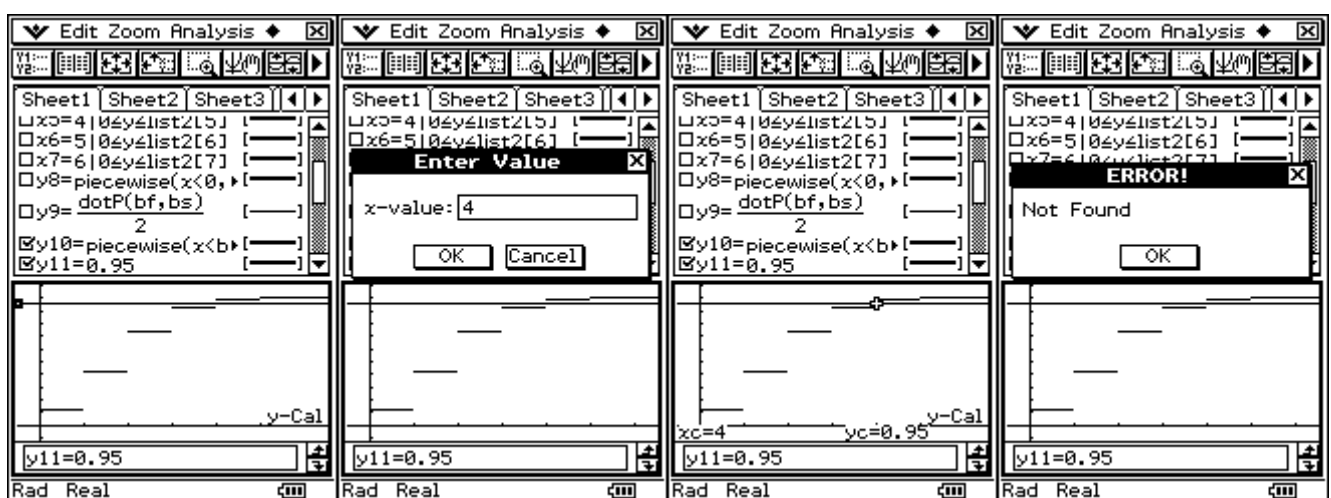 Edit Zoom Analysis ◆
Sheet1 Sheet2 Sheet3
x5=4|0≤y≤list2[5]
x6=5|0≤y≤list2[6]
x7=6|0≤y≤list2[7]
y8=piecewise(x<0,
y9= dotP(bf,bs)
2
y10=piecewise(x<b
y11=0.95
y-Cal
y11=0.95
Rad Real
Edit Zoom Analysis ◆
Sheet1 Sheet2 Sheet3
x5=4|0≤y≤list2[5]
x6=5|0≤y≤list2[6]
Enter Value
x-value: 4
OK Cancel
y11=0.95
Rad Real
Edit Zoom Analysis ◆
Sheet1 Sheet2 Sheet3
x5=4|0≤y≤list2[5]
x6=5|0≤y≤list2[6]
x7=6|0≤y≤list2[7]
y8=piecewise(x<0,
y9= dotP(bf,bs)
2
y10=piecewise(x<b
y11=0.95
y-Cal
xc=4 yc=0.95
y11=0.95
Rad Real
Edit Zoom Analysis ◆
Sheet1 Sheet2 Sheet3
x5=4|0≤y≤list2[5]
x6=5|0≤y≤list2[6]
x7=6|0≤y≤list2[7]
ERROR!
Not Found
OK
y11=0.95
Rad Real